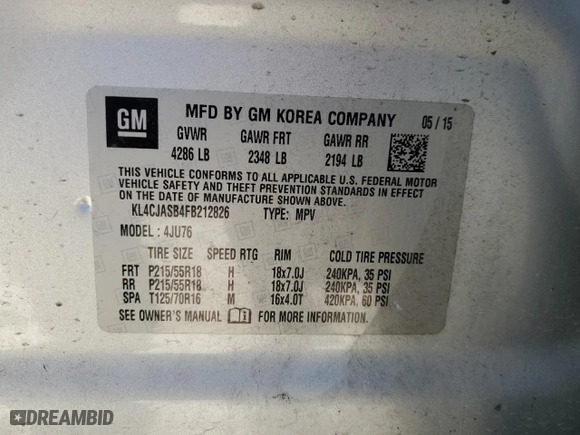 GM
MFD BY GM KOREA COMPANY 05 / 15
GVWR GAWR FRT GAWR RR
4286 LB 2348 LB 2194 LB
THIS VEHICLE CONFORMS TO ALL APPLICABLE U.S. FEDERAL MOTOR
VEHICLE SAFETY AND THEFT PREVENTION STANDARDS IN EFFECT
ON THE DATE OF MANUFACTURE SHOWN ABOVE.
KL4CJASB4FB212826 TYPE: MPV
MODEL : 4JU76
TIRE SIZE SPEED RTG RIM COLD TIRE PRESSURE
FRT P215/55R18 H 18x7.0J 240KPA, 35 PSI
RR P215/55R18 H 18x7.0J 240KPA, 35 PSI
SPA T125/70R16 M 16x4.0T 420KPA, 60 PSI
SEE OWNER'S MANUAL FOR MORE INFORMATION.
DREAMBID